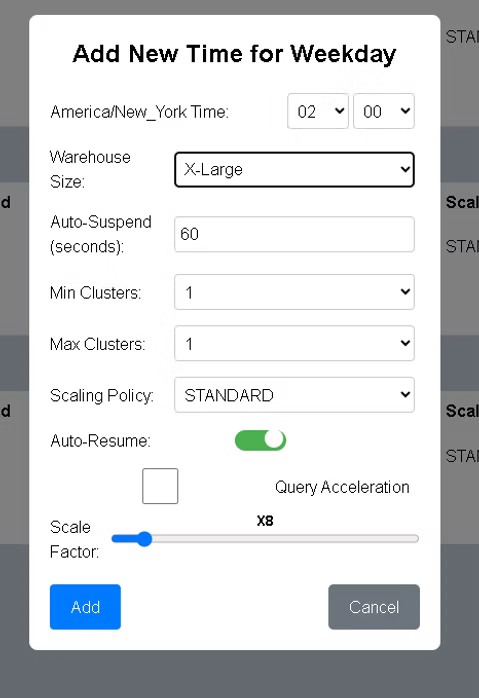 Add New Time for Weekday
America/New_York Time: 02 00
Warehouse
Size:
X-Large
Auto-Suspend
(seconds):
60
Min Clusters: 1
Max Clusters: 1
Scaling Policy: STANDARD
Auto-Resume:
Query Acceleration
X8
Scale
Factor:
Add Cancel
STA
d Scal
STA
d Scal
STA